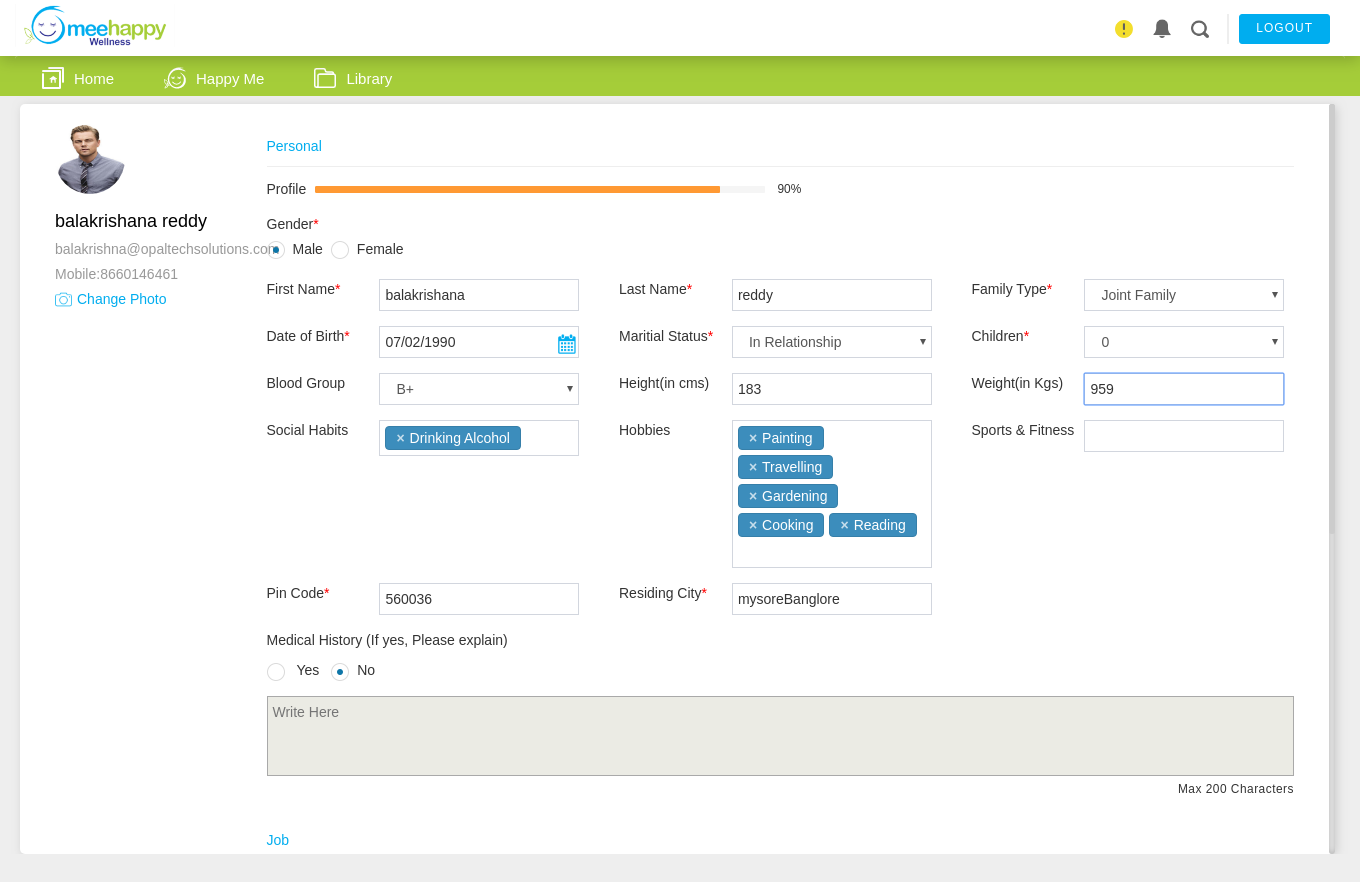 meehappy
Wellness
LOGOUT
Home
Happy Me
Library
balakrishana reddy
balakrishna@opaltechsolutions.com
Mobile:8660146461
Change Photo
Personal
Profile 90%
Gender*
Male Female
First Name* balakrishana Last Name* reddy Family Type* Joint Family
Date of Birth* 07/02/1990 Maritial Status* In Relationship Children* 0
Blood Group B+ Height(in cms) 183 Weight(in Kgs) 959
Social Habits × Drinking Alcohol Hobbies × Painting Sports & Fitness
× Travelling
× Gardening
× Cooking × Reading
Pin Code* 560036 Residing City* mysoreBanglore
Medical History (If yes, Please explain)
Yes No
Write Here
Max 200 Characters
Job